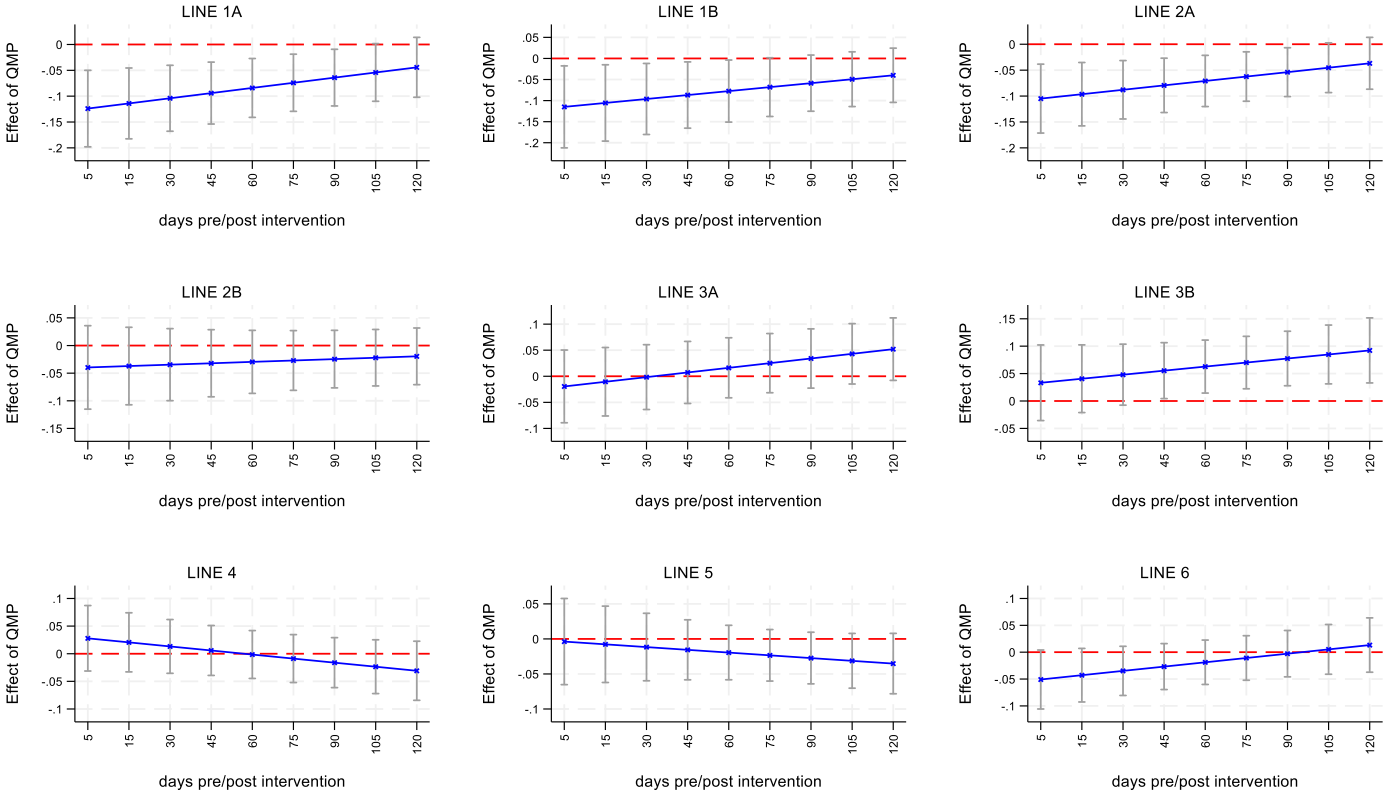 LINE 1A
Effect of QMP
0
-.05
-.1
-.15
-.2
5 15 30 45 60 75 90 105 120
days pre/post intervention
LINE 1B
Effect of QMP
.05
0
-.05
-.1
-.15
-.2
5 15 30 45 60 75 90 105 120
days pre/post intervention
LINE 2A
Effect of QMP
0
-.05
-.1
-.15
-.2
5 15 30 45 60 75 90 105 120
days pre/post intervention
LINE 2B
Effect of QMP
.05
0
-.05
-.1
-.15
5 15 30 45 60 75 90 105 120
days pre/post intervention
LINE 3A
Effect of QMP
.1
.05
0
-.05
-.1
5 15 30 45 60 75 90 105 120
days pre/post intervention
LINE 3B
Effect of QMP
.15
.1
.05
0
-.05
5 15 30 45 60 75 90 105 120
days pre/post intervention
LINE 4
Effect of QMP
.1
.05
0
-.05
-.1
5 15 30 45 60 75 90 105 120
days pre/post intervention
LINE 5
Effect of QMP
.05
0
-.05
-.1
5 15 30 45 60 75 90 105 120
days pre/post intervention
LINE 6
Effect of QMP
.1
.05
0
-.05
-.1
5 15 30 45 60 75 90 105 120
days pre/post intervention